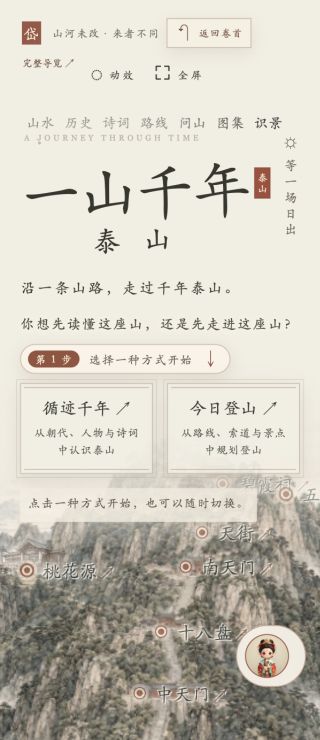 岱 山河未改·来者不同 返回卷首
完整导览
动效 全屏
山水 历史 诗词 路线 问山 图集 识景
A JOURNEY THROUGH TIME
一山千年
泰山
泰山
等一场日出
沿一条山路，走过千年泰山。
你想先读懂这座山，还是先走进这座山？
第1步 选择一种方式开始
循迹千年
从朝代、人物与诗词
中认识泰山
今日登山
从路线、索道与景点
中规划登山
点击一种方式开始，也可以随时切换。
碧霞祠
五
天街
桃花源
南天门
十八盘
中天门